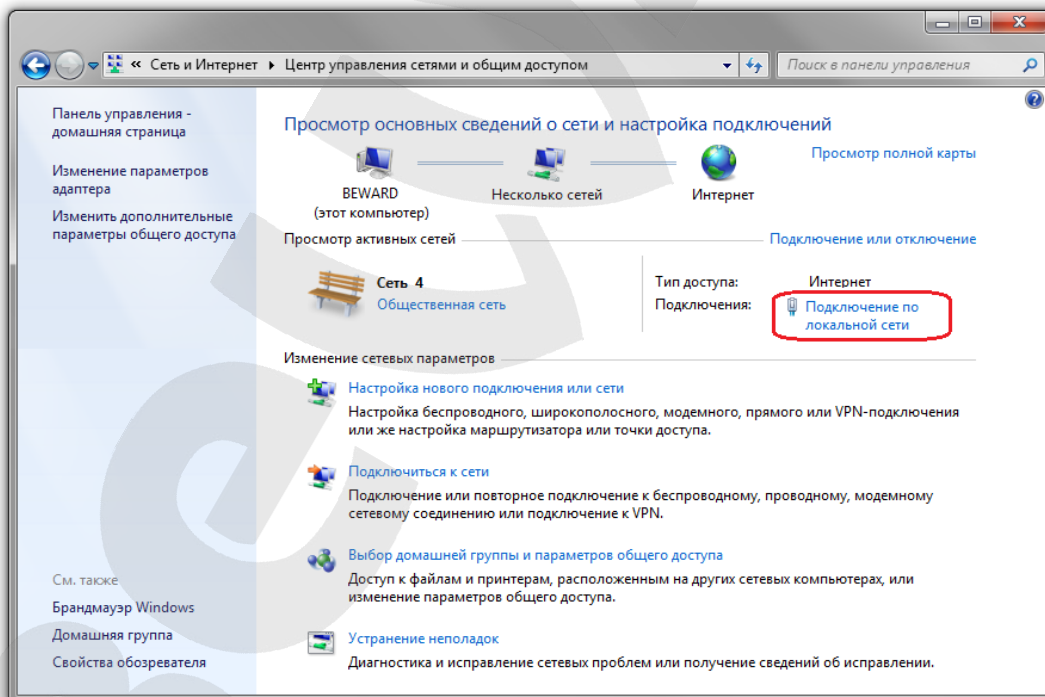 « Сеть и Интернет ▸ Центр управления сетями и общим доступом
Поиск в панели управления
Панель управления -
домашняя страница
Изменение параметров
адаптера
Изменить дополнительные
параметры общего доступа
Просмотр основных сведений о сети и настройка подключений
Просмотр полной карты
BEWARD
(этот компьютер)
Несколько сетей
Интернет
Просмотр активных сетей
Подключение или отключение
Сеть 4
Общественная сеть
Тип доступа: Интернет
Подключения: Подключение по
локальной сети
Изменение сетевых параметров
Настройка нового подключения или сети
Настройка беспроводного, широкополосного, модемного, прямого или VPN-подключения
или же настройка маршрутизатора или точки доступа.
Подключиться к сети
Подключение или повторное подключение к беспроводному, проводному, модемному
сетевому соединению или подключение к VPN.
Выбор домашней группы и параметров общего доступа
Доступ к файлам и принтерам, расположенным на других сетевых компьютерах, или
изменение параметров общего доступа.
Устранение неполадок
Диагностика и исправление сетевых проблем или получение сведений об исправлении.
См. также
Брандмауэр Windows
Домашняя группа
Свойства обозревателя